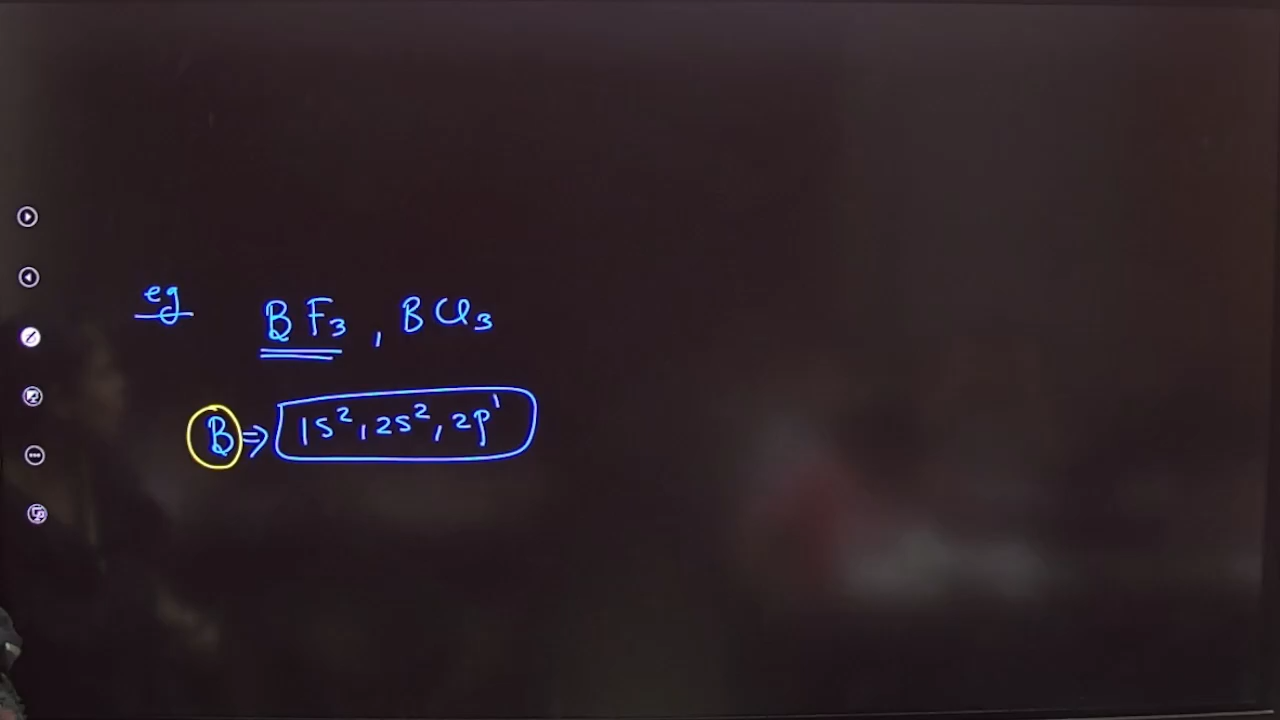 eg BF₃, BCl₃
B ⇒ 1s², 2s², 2p¹